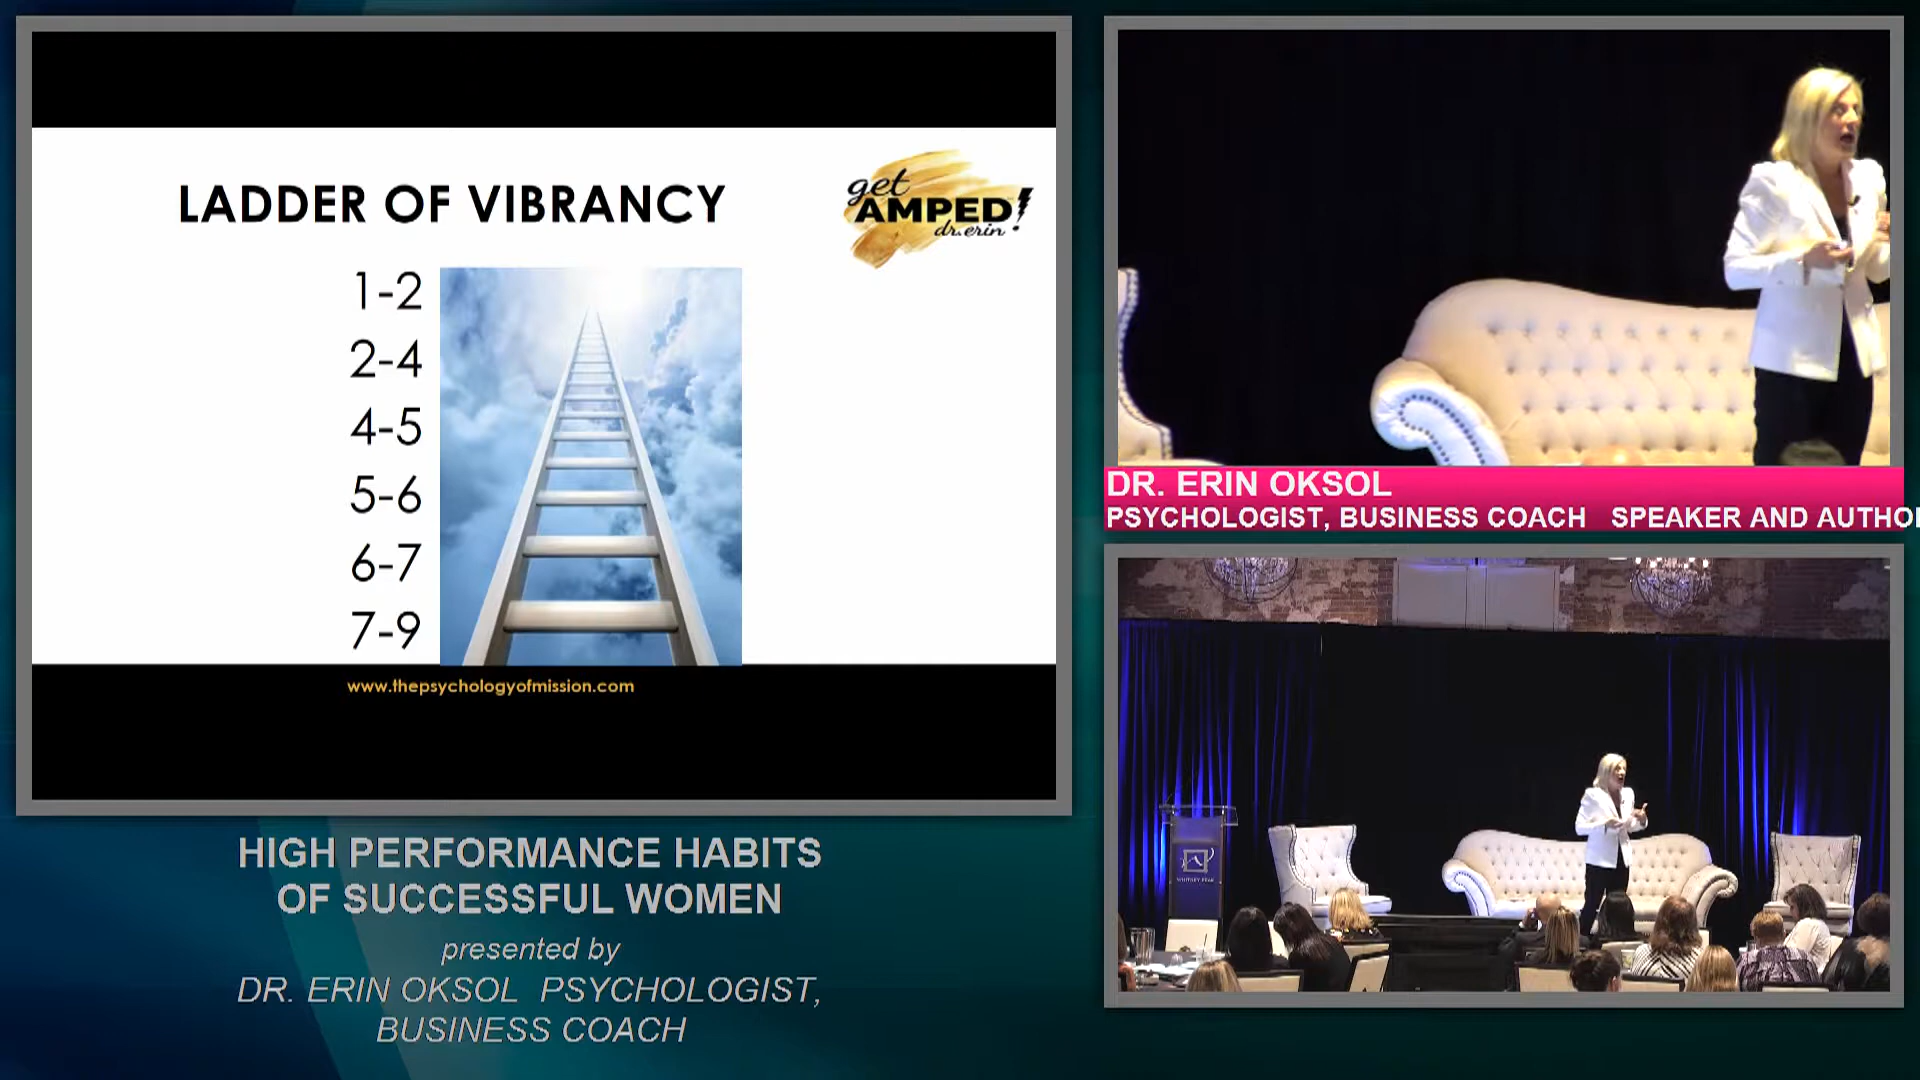 LADDER OF VIBRANCY
get
AMPED!
dr.erin
1-2
2-4
4-5
5-6
6-7
7-9
www.thepsychologyofmission.com
HIGH PERFORMANCE HABITS
OF SUCCESSFUL WOMEN
presented by
DR. ERIN OKSOL PSYCHOLOGIST,
BUSINESS COACH
DR. ERIN OKSOL
PSYCHOLOGIST, BUSINESS COACH SPEAKER AND AUTHO
WHITNEY PEAK